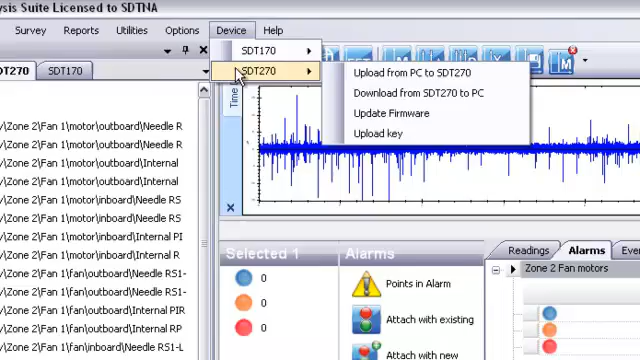 ysis Suite Licensed to SDTNA
Survey Reports Utilities Options Device Help
SDT170
SDT270
Upload from PC to SDT270
Download from SDT270 to PC
Update Firmware
Upload key
DT270 SDT170
Time
/Zone 2\Fan 1\motor\outboard\Needle R
/Zone 2\Fan 1\motor\outboard\Needle R
/Zone 2\Fan 1\motor\outboard\Internal
/Zone 2\Fan 1\motor\outboard\Internal
/Zone 2\Fan 1\motor\inboard\Needle RS
/Zone 2\Fan 1\motor\inboard\Needle RS
/Zone 2\Fan 1\motor\inboard\Internal PI
/Zone 2\Fan 1\motor\inboard\Internal R
/Zone 2\Fan 1\fan\outboard\Needle RS1-
/Zone 2\Fan 1\fan\outboard\Needle RS1-
/Zone 2\Fan 1\fan\outboard\Internal PIR
/Zone 2\Fan 1\fan\outboard\Internal RP
/Zone 2\Fan 1\fan\inboard\Needle RS1-L
Selected 1
0
0
0
Alarms
Points in Alarm
Attach with existing
Attach with new
Readings Alarms Eve
Zone 2 Fan motors